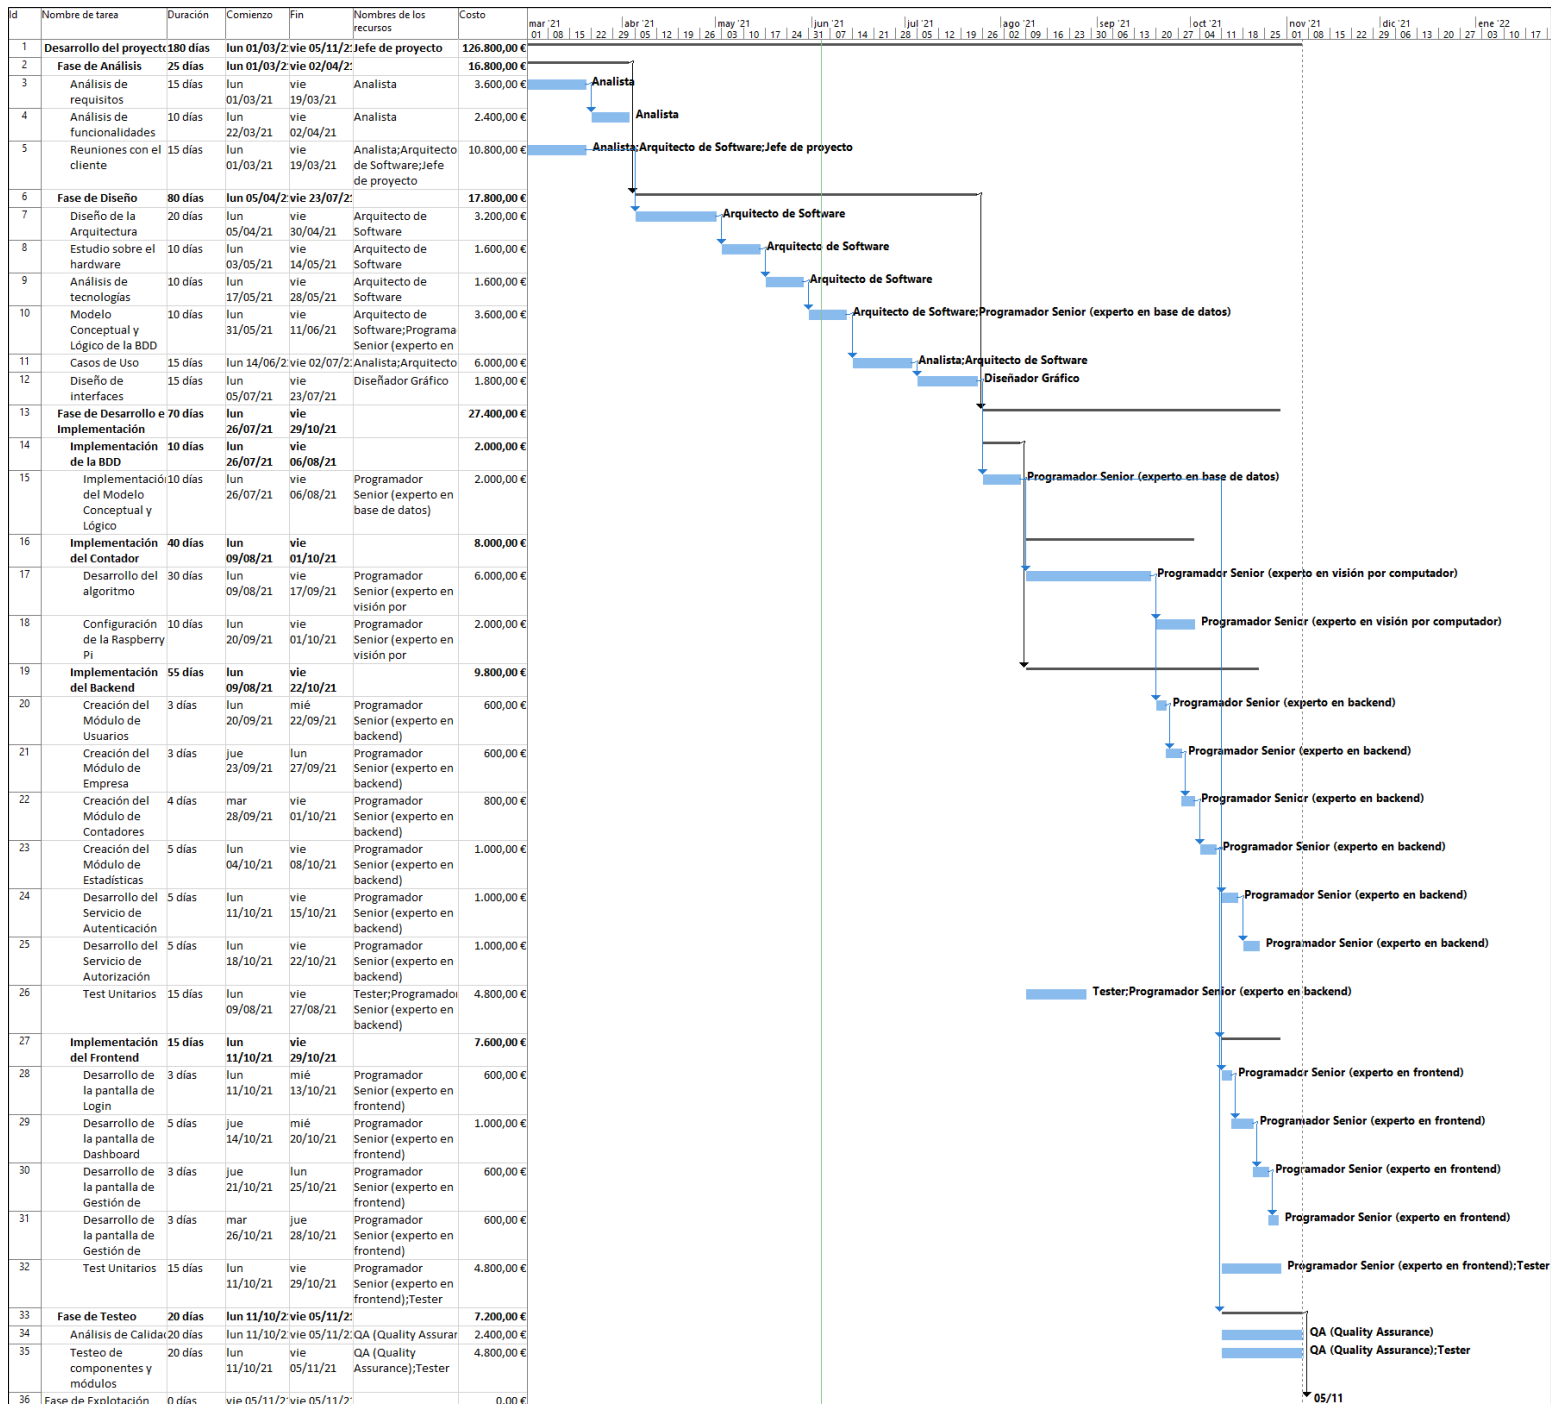 Id Nombre de tarea Duración Comienzo Fin Nombres de los recursos Costo
mar '21 abr '21 may '21 jun '21 jul '21 ago '21 sep '21 oct '21 nov '21 dic '21 ene '22
01 08 15 22 29 05 12 19 26 03 10 17 24 31 07 14 21 28 05 12 19 26 02 09 16 23 30 06 13 20 27 04 11 18 25 01 08 15 22 29 06 13 20 27 03 10 17
1 Desarrollo del proyecto 180 días lun 01/03/2 vie 05/11/21 Jefe de proyecto 126.800,00 €
2 Fase de Análisis 25 días lun 01/03/2 vie 02/04/21 16.800,00 €
3 Análisis de requisitos 15 días lun 01/03/21 vie 19/03/21 Analista 3.600,00 € Analista
4 Análisis de funcionalidades 10 días lun 22/03/21 vie 02/04/21 Analista 2.400,00 € Analista
5 Reuniones con el cliente 15 días lun 01/03/21 vie 19/03/21 Analista;Arquitecto de Software;Jefe de proyecto 10.800,00 € Analista;Arquitecto de Software;Jefe de proyecto
6 Fase de Diseño 80 días lun 05/04/2 vie 23/07/21 17.800,00 €
7 Diseño de la Arquitectura 20 días lun 05/04/21 vie 30/04/21 Arquitecto de Software 3.200,00 € Arquitecto de Software
8 Estudio sobre el hardware 10 días lun 03/05/21 vie 14/05/21 Arquitecto de Software 1.600,00 € Arquitecto de Software
9 Análisis de tecnologías 10 días lun 17/05/21 vie 28/05/21 Arquitecto de Software 1.600,00 € Arquitecto de Software
10 Modelo Conceptual y Lógico de la BDD 10 días lun 31/05/21 vie 11/06/21 Arquitecto de Software;Programa Senior (experto en 3.600,00 € Arquitecto de Software;Programador Senior (experto en base de datos)
11 Casos de Uso 15 días lun 14/06/2 vie 02/07/2 Analista;Arquitecto 6.000,00 € Analista;Arquitecto de Software
12 Diseño de interfaces 15 días lun 05/07/21 vie 23/07/21 Diseñador Gráfico 1.800,00 € Diseñador Gráfico
13 Fase de Desarrollo e Implementación 70 días lun 26/07/21 vie 29/10/21 27.400,00 €
14 Implementación de la BDD 10 días lun 26/07/21 vie 06/08/21 2.000,00 €
15 Implementació del Modelo Conceptual y Lógico 10 días lun 26/07/21 vie 06/08/21 Programador Senior (experto en base de datos) 2.000,00 € Programador Senior (experto en base de datos)
16 Implementación del Contador 40 días lun 09/08/21 vie 01/10/21 8.000,00 €
17 Desarrollo del algoritmo 30 días lun 09/08/21 vie 17/09/21 Programador Senior (experto en visión por 6.000,00 € Programador Senior (experto en visión por computador)
18 Configuración de la Raspberry Pi 10 días lun 20/09/21 vie 01/10/21 Programador Senior (experto en visión por 2.000,00 € Programador Senior (experto en visión por computador)
19 Implementación del Backend 55 días lun 09/08/21 vie 22/10/21 9.800,00 €
20 Creación del Módulo de Usuarios 3 días lun 20/09/21 mié 22/09/21 Programador Senior (experto en backend) 600,00 € Programador Senior (experto en backend)
21 Creación del Módulo de Empresa 3 días jue 23/09/21 lun 27/09/21 Programador Senior (experto en backend) 600,00 € Programador Senior (experto en backend)
22 Creación del Módulo de Contadores 4 días mar 28/09/21 vie 01/10/21 Programador Senior (experto en backend) 800,00 € Programador Senior (experto en backend)
23 Creación del Módulo de Estadísticas 5 días lun 04/10/21 vie 08/10/21 Programador Senior (experto en backend) 1.000,00 € Programador Senior (experto en backend)
24 Desarrollo del Servicio de Autenticación 5 días lun 11/10/21 vie 15/10/21 Programador Senior (experto en backend) 1.000,00 € Programador Senior (experto en backend)
25 Desarrollo del Servicio de Autorización 5 días lun 18/10/21 vie 22/10/21 Programador Senior (experto en backend) 1.000,00 € Programador Senior (experto en backend)
26 Test Unitarios 15 días lun 09/08/21 vie 27/08/21 Tester;Programador Senior (experto en backend) 4.800,00 € Tester;Programador Senior (experto en backend)
27 Implementación del Frontend 15 días lun 11/10/21 vie 29/10/21 7.600,00 €
28 Desarrollo de la pantalla de Login 3 días lun 11/10/21 mié 13/10/21 Programador Senior (experto en frontend) 600,00 € Programador Senior (experto en frontend)
29 Desarrollo de la pantalla de Dashboard 5 días jue 14/10/21 mié 20/10/21 Programador Senior (experto en frontend) 1.000,00 € Programador Senior (experto en frontend)
30 Desarrollo de la pantalla de Gestión de 3 días jue 21/10/21 lun 25/10/21 Programador Senior (experto en frontend) 600,00 € Programador Senior (experto en frontend)
31 Desarrollo de la pantalla de Gestión de 3 días mar 26/10/21 jue 28/10/21 Programador Senior (experto en frontend) 600,00 € Programador Senior (experto en frontend)
32 Test Unitarios 15 días lun 11/10/21 vie 29/10/21 Programador Senior (experto en frontend);Tester 4.800,00 € Programador Senior (experto en frontend);Tester
33 Fase de Testeo 20 días lun 11/10/2 vie 05/11/21 7.200,00 €
34 Análisis de Calidad 20 días lun 11/10/2 vie 05/11/2 QA (Quality Assurar 2.400,00 € QA (Quality Assurance)
35 Testeo de componentes y módulos 20 días lun 11/10/21 vie 05/11/21 QA (Quality Assurance);Tester 4.800,00 € QA (Quality Assurance);Tester
36 Fase de Explotación 0 días vie 05/11/2 vie 05/11/2 0,00 € 05/11